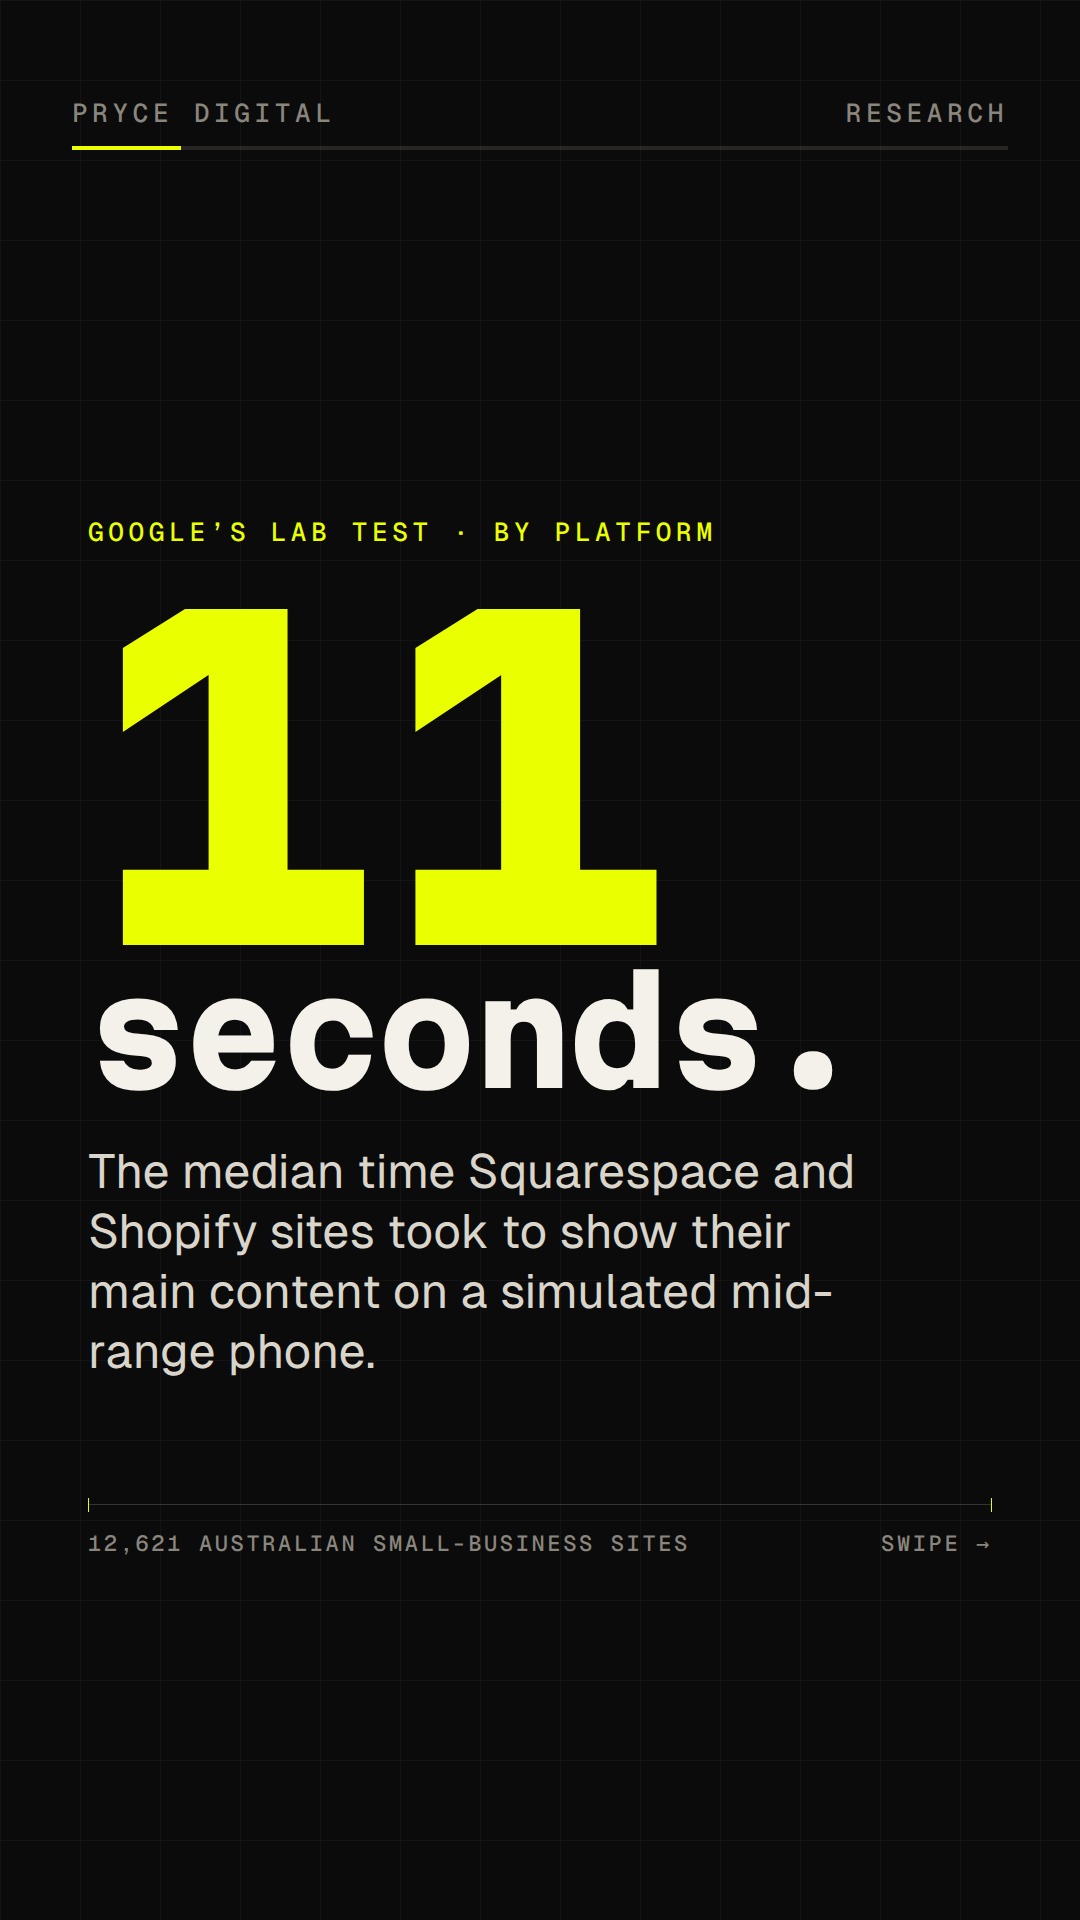 PRYCE DIGITAL
RESEARCH
GOOGLE’S LAB TEST · BY PLATFORM
11
seconds.
The median time Squarespace and
Shopify sites took to show their
main content on a simulated mid-
range phone.
12,621 AUSTRALIAN SMALL-BUSINESS SITES
SWIPE →